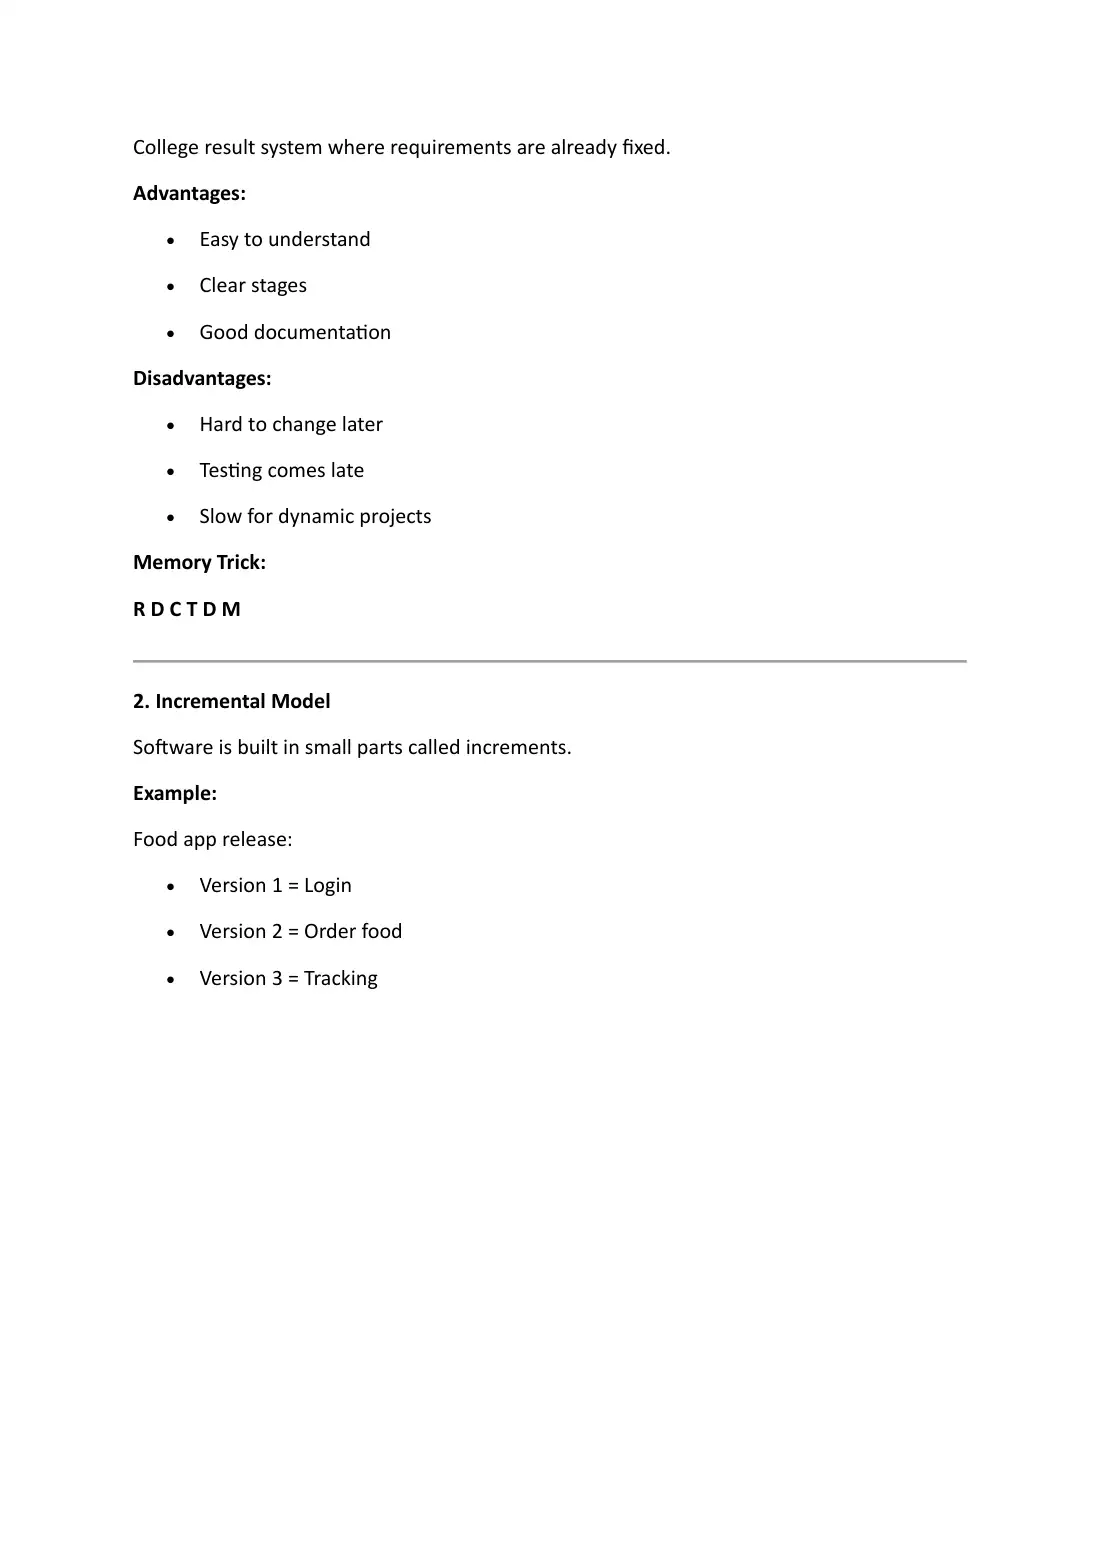 College result system where requirements are already fixed.
Advantages:
• Easy to understand
• Clear stages
• Good documentation
Disadvantages:
• Hard to change later
• Testing comes late
• Slow for dynamic projects
Memory Trick:
R D C T D M
2. Incremental Model
Software is built in small parts called increments.
Example:
Food app release:
• Version 1 = Login
• Version 2 = Order food
• Version 3 = Tracking